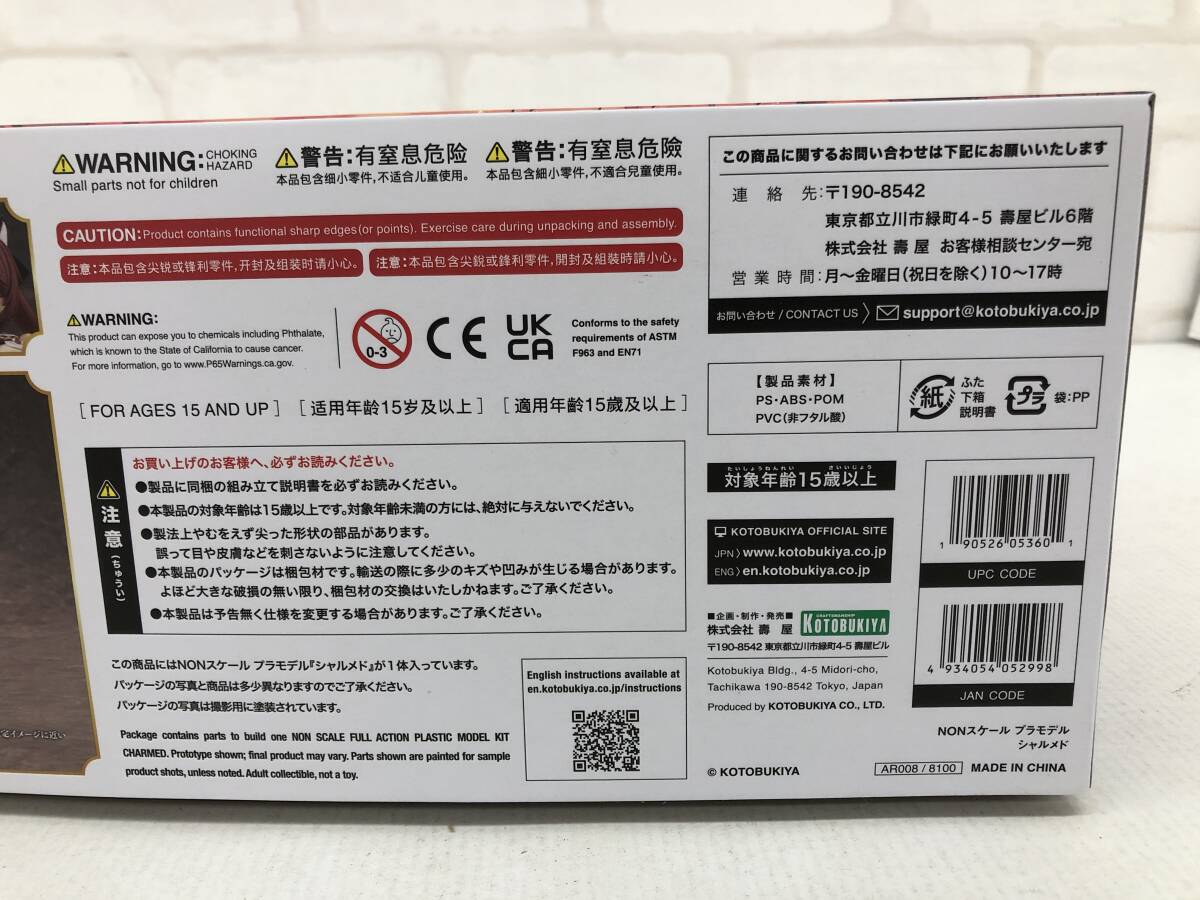 ⚠WARNING: CHOKING HAZARD
Small parts not for children
⚠警告:有窒息危险
本品包含细小零件,不适合儿童使用。
⚠警告:有窒息危險
本品包含細小零件,不適合兒童使用。
CAUTION: Product contains functional sharp edges(or points). Exercise care during unpacking and assembly.
注意:本品包含尖锐或锋利零件,开封及组装时请小心。
注意:本品包含尖銳或鋒利零件,開封及組裝時請小心。
⚠WARNING:
This product can expose you to chemicals including Phthalate,
which is known to the State of California to cause cancer.
For more information, go to www.P65Warnings.ca.gov.
0-3
CE
UK
CA
Conforms to the safety
requirements of ASTM
F963 and EN71
[ FOR AGES 15 AND UP ] [ 适用年龄15岁及以上 ] [ 適用年齡15歲及以上 ]
注意(ちゅうい)
お買い上げのお客様へ、必ずお読みください。
●製品に同梱の組み立て説明書を必ずお読みください。
●本製品の対象年齢は15歳以上です。対象年齢未満の方には、絶対に与えないでください。
●製法上やむをえず尖った形状の部品があります。
誤って目や皮膚などを刺さないように注意してください。
●本製品のパッケージは梱包材です。輸送の際に多少のキズや凹みが生じる場合があります。
よほど大きな破損の無い限り、梱包材の交換はいたしかねます。ご了承ください。
●本製品は予告無く仕様を変更する場合があります。ご了承ください。
この商品にはNONスケール プラモデル『シャルメド』が1体入っています。
パッケージの写真と商品は多少異なりますのでご了承ください。
パッケージの写真は撮影用に塗装されています。
Package contains parts to build one NON SCALE FULL ACTION PLASTIC MODEL KIT
CHARMED. Prototype shown; final product may vary. Parts shown are painted for sample
product shots, unless noted. Adult collectible, not a toy.
English instructions available at
en.kotobukiya.co.jp/instructions
定イメージに近い
この商品に関するお問い合わせは下記にお願いいたします
連絡先:〒190-8542
東京都立川市緑町4-5 壽屋ビル6階
株式会社 壽屋 お客様相談センター宛
営業時間:月~金曜日(祝日を除く)10~17時
お問い合わせ / CONTACT US support@kotobukiya.co.jp
【製品素材】
PS・ABS・POM
PVC(非フタル酸)
紙
ふた
下箱
説明書
プラ
袋:PP
たいしょうねんれい さいいじょう
対象年齢15歳以上
KOTOBUKIYA OFFICIAL SITE
JPN〉www.kotobukiya.co.jp
ENG〉en.kotobukiya.co.jp
■企画・制作・発売■
株式会社 壽屋
CRAFTSMANSHIP
KOTOBUKIYA
〒190-8542 東京都立川市緑町4-5 壽屋ビル
Kotobukiya Bldg., 4-5 Midori-cho,
Tachikawa 190-8542 Tokyo, Japan
Produced by KOTOBUKIYA CO., LTD.
© KOTOBUKIYA
1 90526 05360 1
UPC CODE
4 934054 052998
JAN CODE
NONスケール プラモデル
シャルメド
AR008 / 8100 MADE IN CHINA